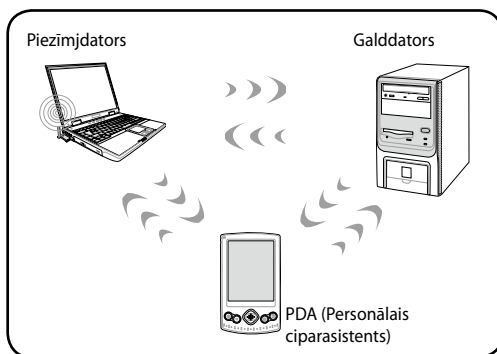 Piezīmjdators
Galddators
PDA (Personālais
ciparasistents)